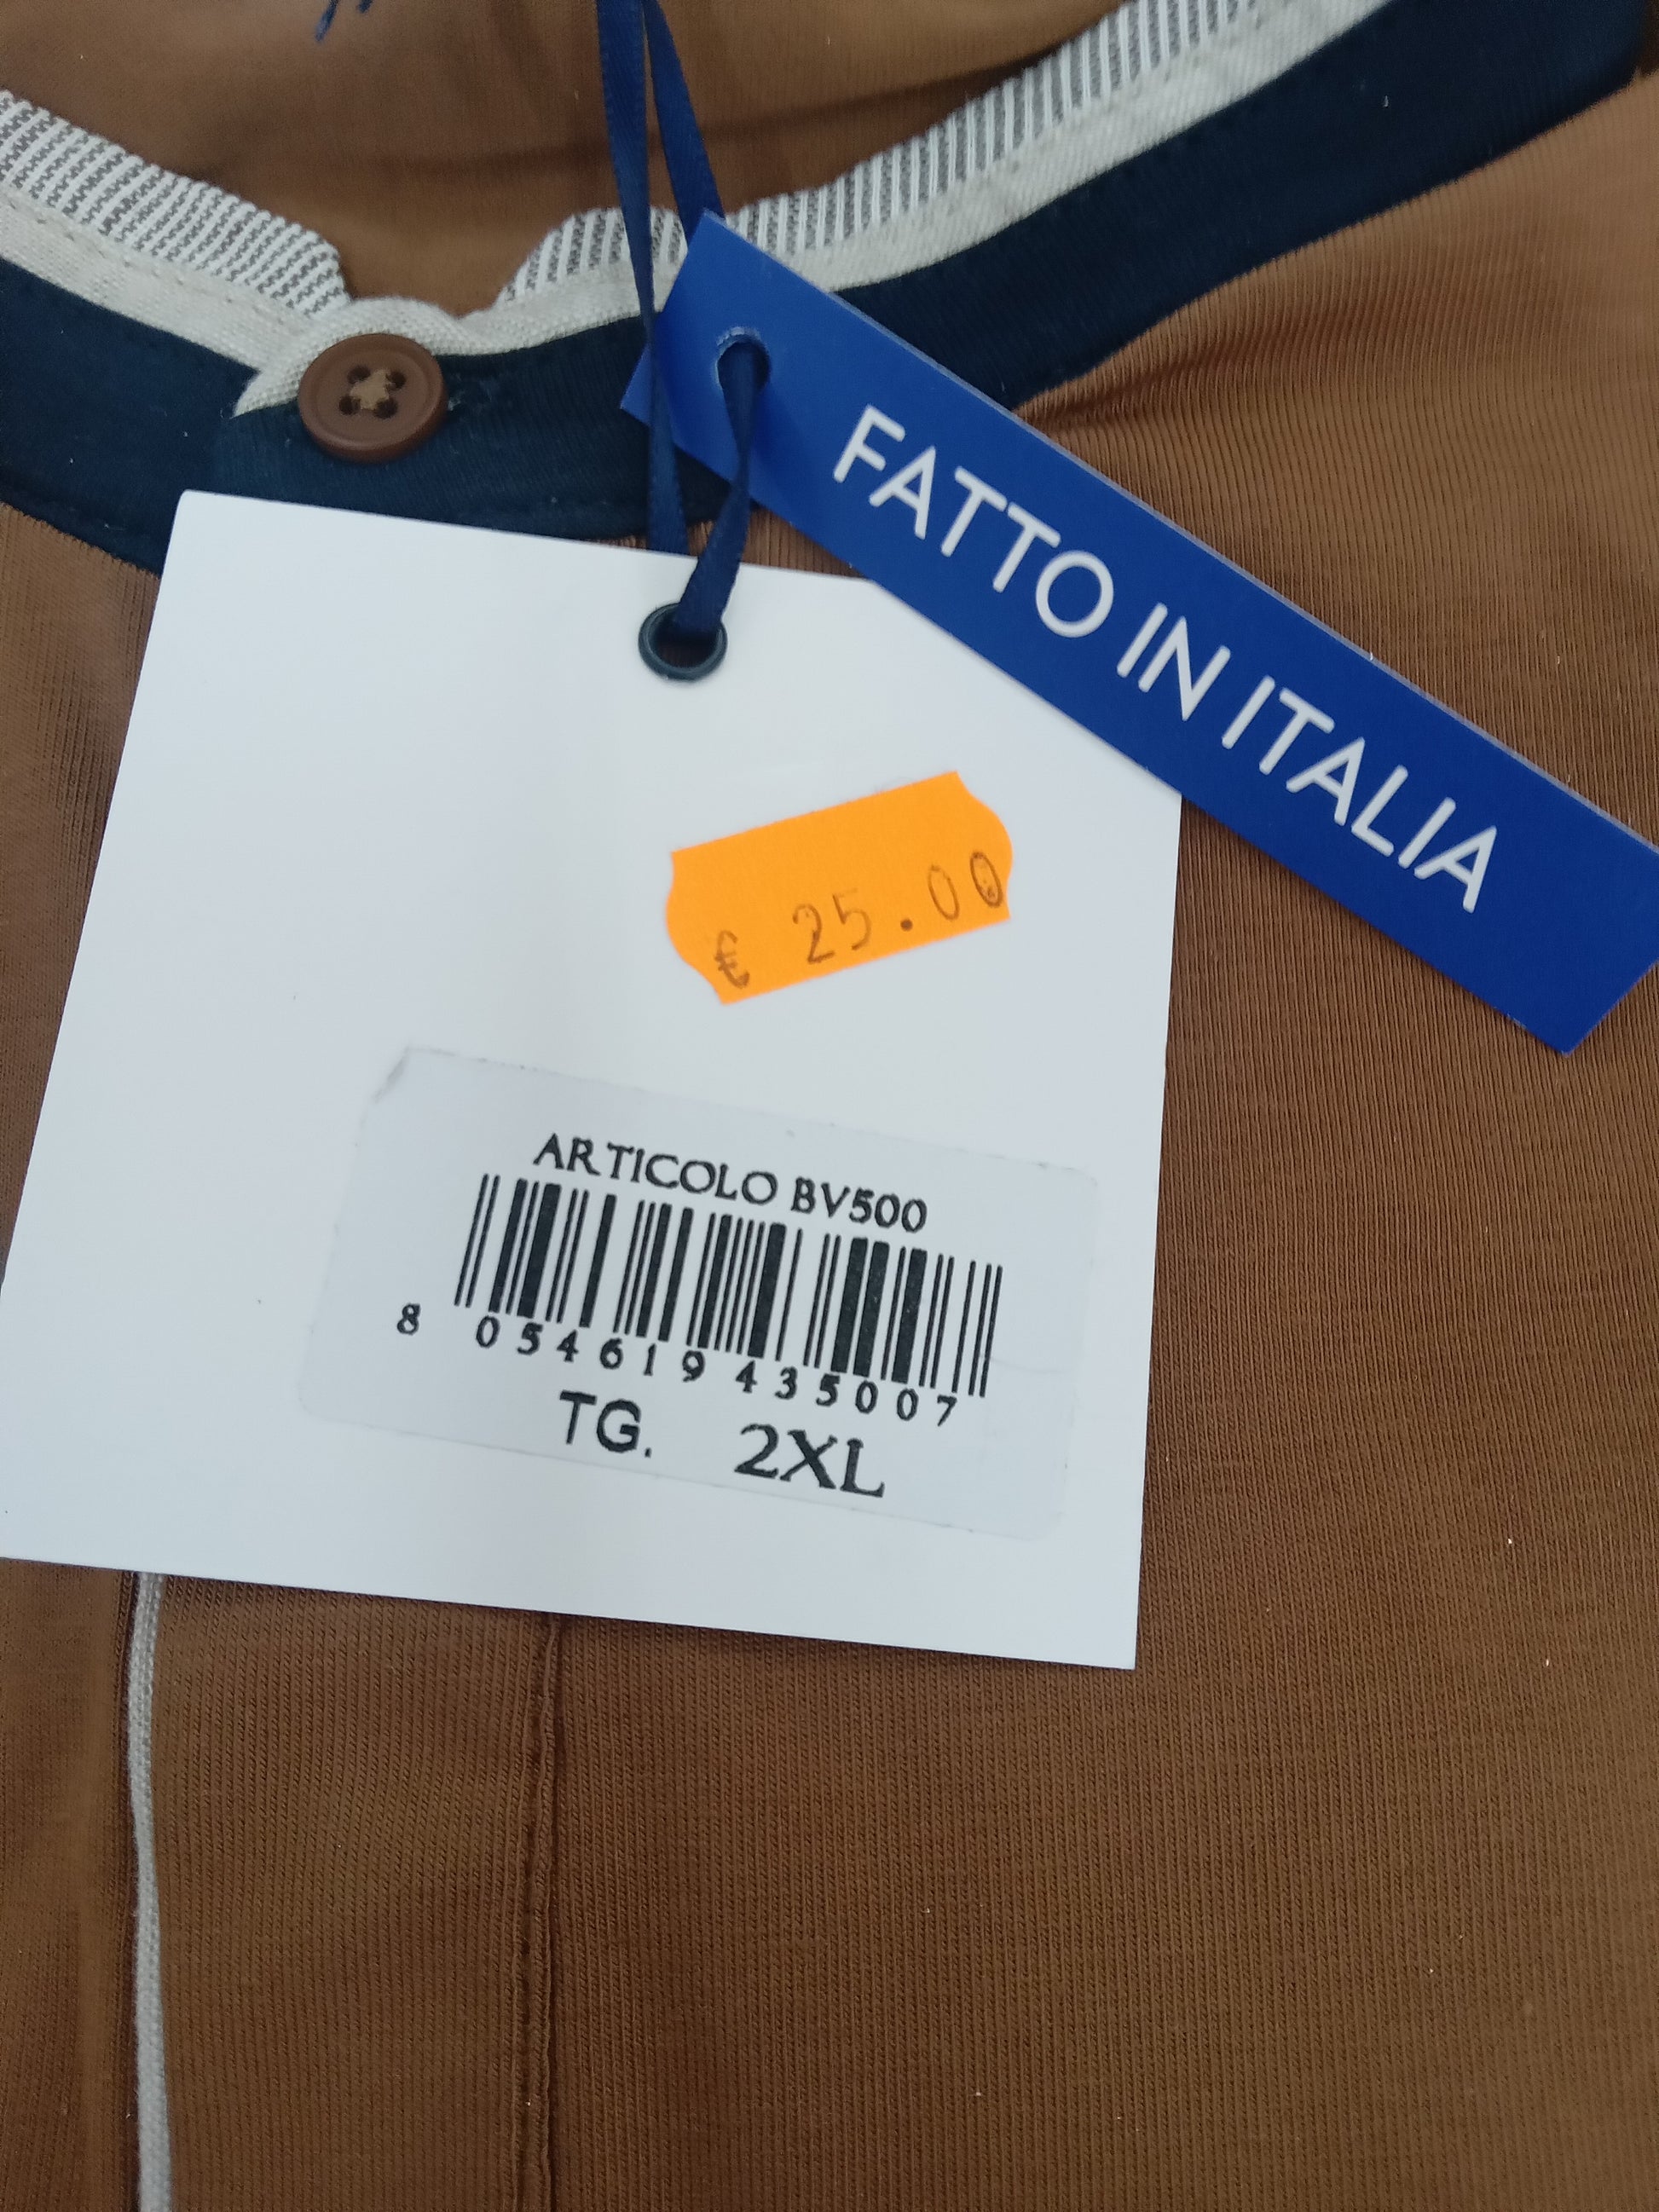 FATTO IN ITALIA
€ 25.00
ARTICOLO BV500
8 054619 435007
TG. 2XL